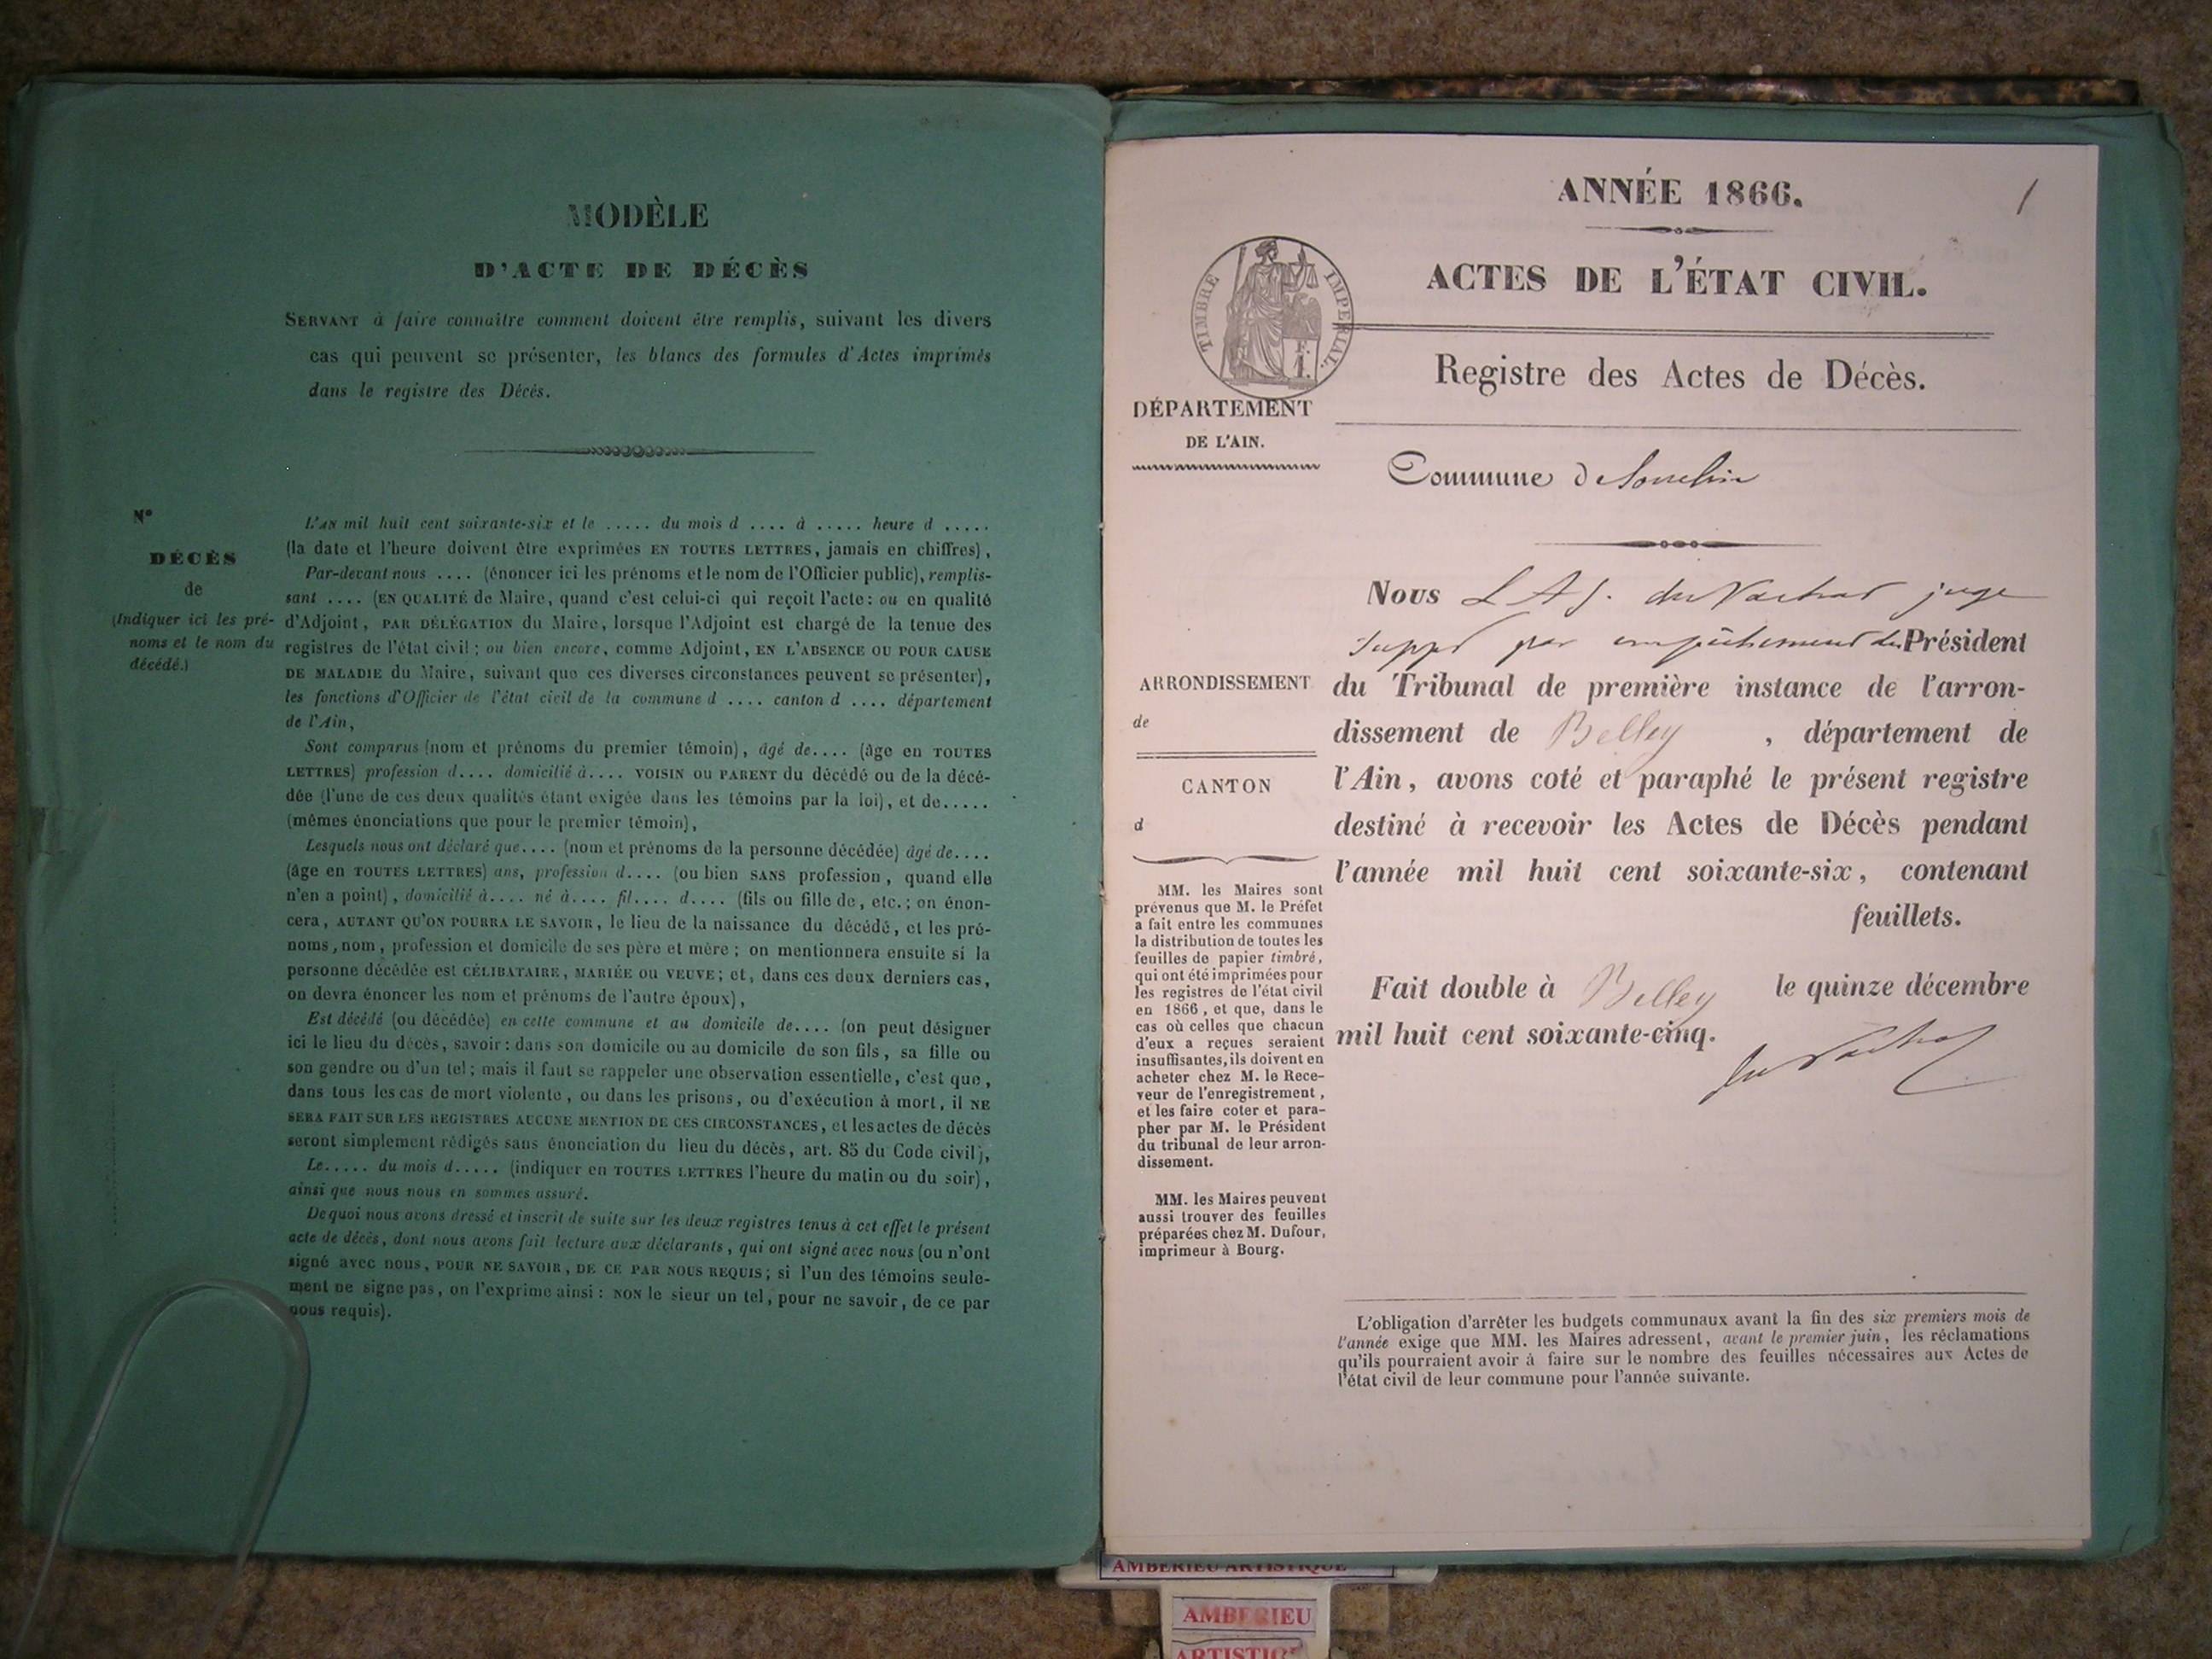 MODÈLE
D'ACTE DE DÉCÈS
SERVANT à faire connaître comment doivent être remplis, suivant les divers
cas qui peuvent se présenter, les blancs des formules d'Actes imprimés
dans le registre des Décès.
N°
DÉCÈS
de
(Indiquer ici les pré-
noms et le nom du
décédé.)
L'AN mil huit cent soixante-six et le ..... du mois d .... à ..... heure d .....
(la date et l'heure doivent être exprimées EN TOUTES LETTRES, jamais en chiffres),
Par-devant nous .... (énoncer ici les prénoms et le nom de l'Officier public), remplis-
sant .... (EN QUALITÉ de Maire, quand c'est celui-ci qui reçoit l'acte: ou en qualité
d'Adjoint, PAR DÉLÉGATION du Maire, lorsque l'Adjoint est chargé de la tenue des
registres de l'état civil; ou bien encore, comme Adjoint, EN L'ABSENCE OU POUR CAUSE
DE MALADIE du Maire, suivant que ces diverses circonstances peuvent se présenter),
les fonctions d'Officier de l'état civil de la commune d .... canton d .... département
de l'Ain,
Sont comparus (nom et prénoms du premier témoin), âgé de.... (âge en TOUTES
LETTRES) profession d.... domicilié à.... VOISIN OU PARENT du décédé ou de la décé-
dée (l'une de ces deux qualités étant exigée dans les témoins par la loi), et de.....
(mêmes énonciations que pour le premier témoin),
Lesquels nous ont déclaré que.... (nom et prénoms de la personne décédée) âgé de....
(âge en TOUTES LETTRES) ans, profession d.... (ou bien SANS profession, quand elle
n'en a point), domicilié à.... né à.... fil.... d.... (fils ou fille de, etc.; on énon-
cera, AUTANT QU'ON POURRA LE SAVOIR, le lieu de la naissance du décédé, et les pré-
noms, nom, profession et domicile de ses père et mère; on mentionnera ensuite si la
personne décédée est CÉLIBATAIRE, MARIÉE OU VEUVE; et, dans ces deux derniers cas,
on devra énoncer les nom et prénoms de l'autre époux),
Est décédé (ou décédée) en cette commune et au domicile de.... (on peut désigner
ici le lieu du décès, savoir: dans son domicile ou au domicile de son fils, sa fille ou
son gendre ou d'un tel; mais il faut se rappeler une observation essentielle, c'est que,
dans tous les cas de mort violente, ou dans les prisons, ou d'exécution à mort, il NE
SERA FAIT SUR LES REGISTRES AUCUNE MENTION DE CES CIRCONSTANCES, et les actes de décès
seront simplement rédigés sans énonciation du lieu du décès, art. 85 du Code civil),
Le..... du mois d..... (indiquer en TOUTES LETTRES l'heure du matin ou du soir),
ainsi que nous nous en sommes assuré.
De quoi nous avons dressé et inscrit de suite sur les deux registres tenus à cet effet le présent
acte de décès, dont nous avons fait lecture aux déclarants, qui ont signé avec nous (ou n'ont
signé avec nous, POUR NE SAVOIR, DE CE PAR NOUS REQUIS; si l'un des témoins seule-
ment ne signe pas, on l'exprime ainsi: NON le sieur un tel, pour ne savoir, de ce par
nous requis).
ANNÉE 1866.
1
ACTES DE L'ÉTAT CIVIL.
TIMBRE IMPERIAL.
Registre des Actes de Décès.
DÉPARTEMENT
DE L'AIN.
Commune de
Nous juge
par empêchement du Président
du Tribunal de première instance de l'arron-
dissement de Belley, département de
l'Ain, avons coté et paraphé le présent registre
destiné à recevoir les Actes de Décès pendant
l'année mil huit cent soixante-six, contenant
feuillets.
Fait double à Belley le quinze décembre
mil huit cent soixante-cinq.
ARRONDISSEMENT
de
CANTON
d
MM. les Maires sont
prévenus que M. le Préfet
a fait entre les communes
la distribution de toutes les
feuilles de papier timbré,
qui ont été imprimées pour
les registres de l'état civil
en 1866, et que, dans le
cas où celles que chacun
d'eux a reçues seraient
insuffisantes, ils doivent en
acheter chez M. le Rece-
veur de l'enregistrement,
et les faire coter et para-
pher par M. le Président
du tribunal de leur arron-
dissement.
MM. les Maires peuvent
aussi trouver des feuilles
préparées chez M. Dufour,
imprimeur à Bourg.
L'obligation d'arrêter les budgets communaux avant la fin des six premiers mois de
l'année exige que MM. les Maires adressent, avant le premier juin, les réclamations
qu'ils pourraient avoir à faire sur le nombre des feuilles nécessaires aux Actes de
l'état civil de leur commune pour l'année suivante.
AMBERIEU ARTISTIQUE
AMBERIEU